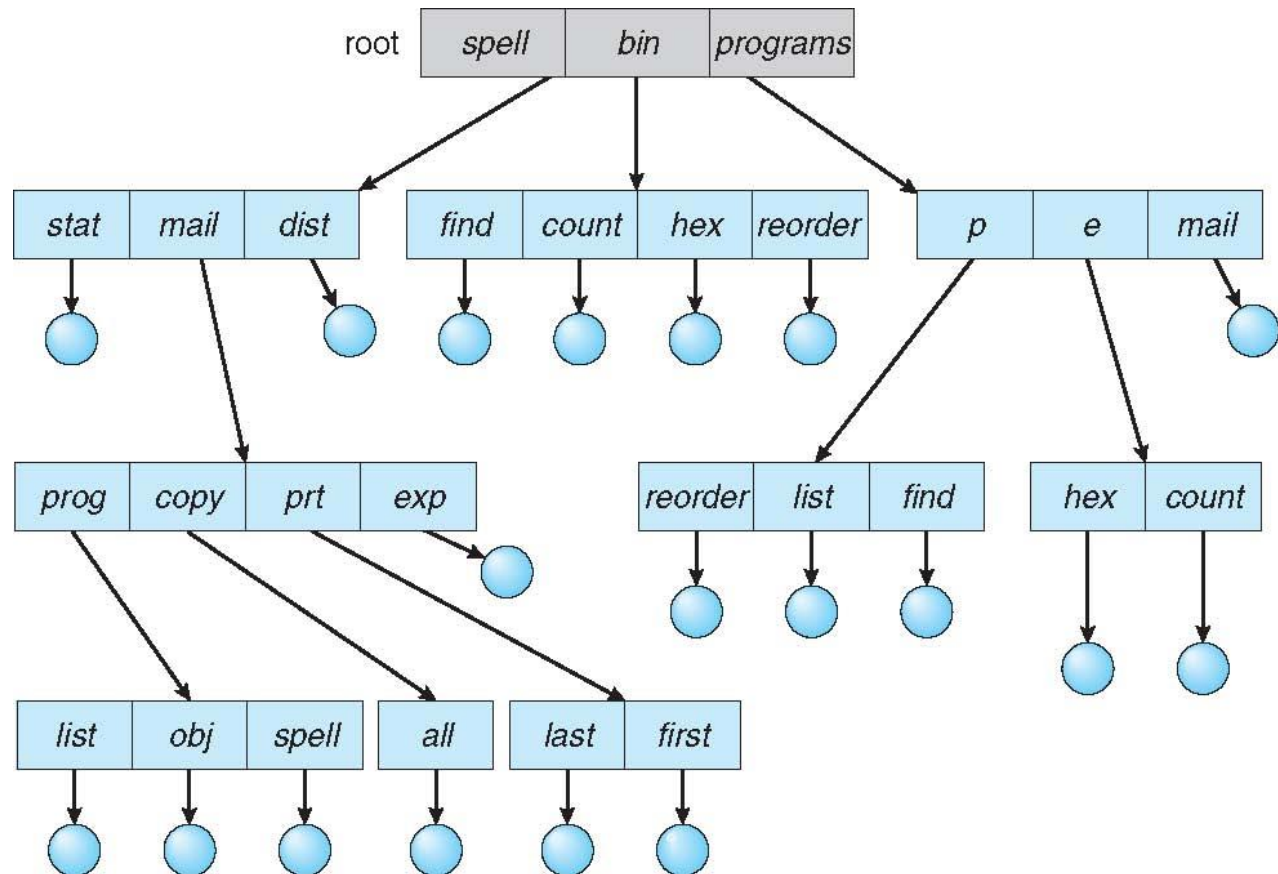 root spell bin programs
stat mail dist find count hex reorder p e mail
prog copy prt exp reorder list find hex count
list obj spell all last first